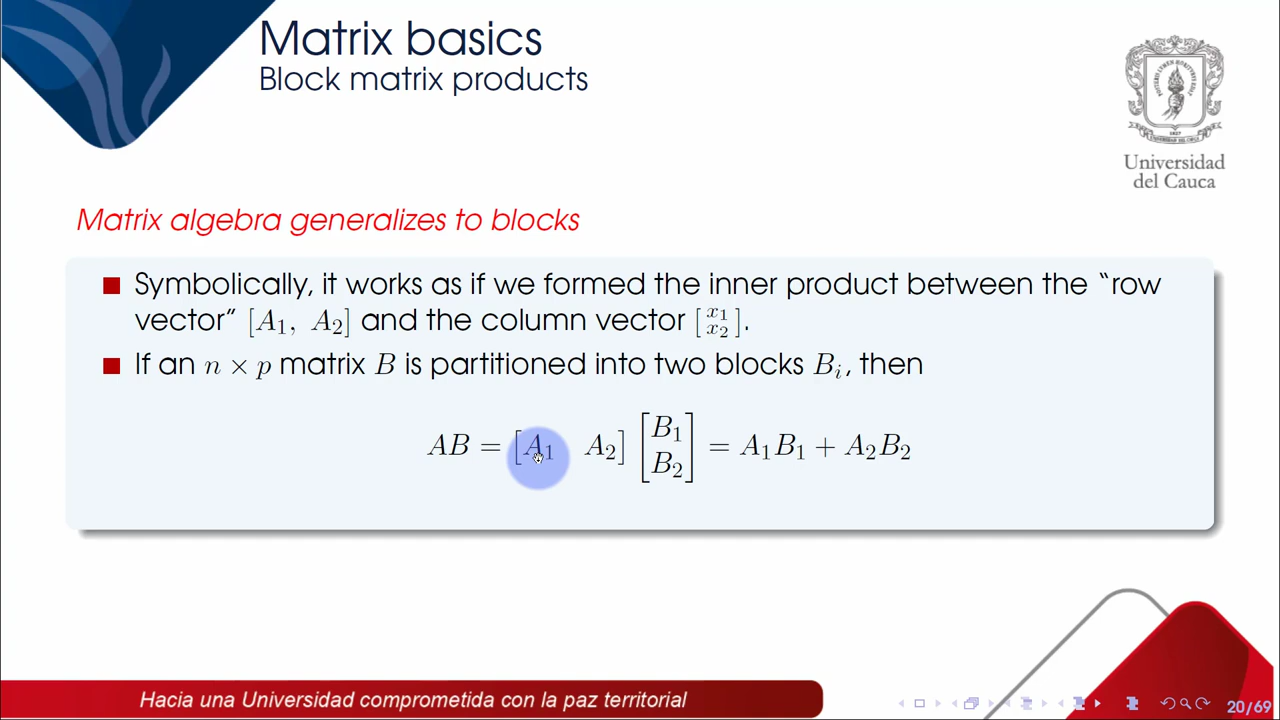 Matrix basics
Block matrix products
Universidad
del Cauca
Matrix algebra generalizes to blocks
Symbolically, it works as if we formed the inner product between the “row
vector” [A₁, A₂] and the column vector [x₁ x₂].
If an n × p matrix B is partitioned into two blocks Bᵢ, then
AB = [A₁ A₂] [B₁ B₂] = A₁B₁ + A₂B₂
Hacia una Universidad comprometida con la paz territorial
20/69